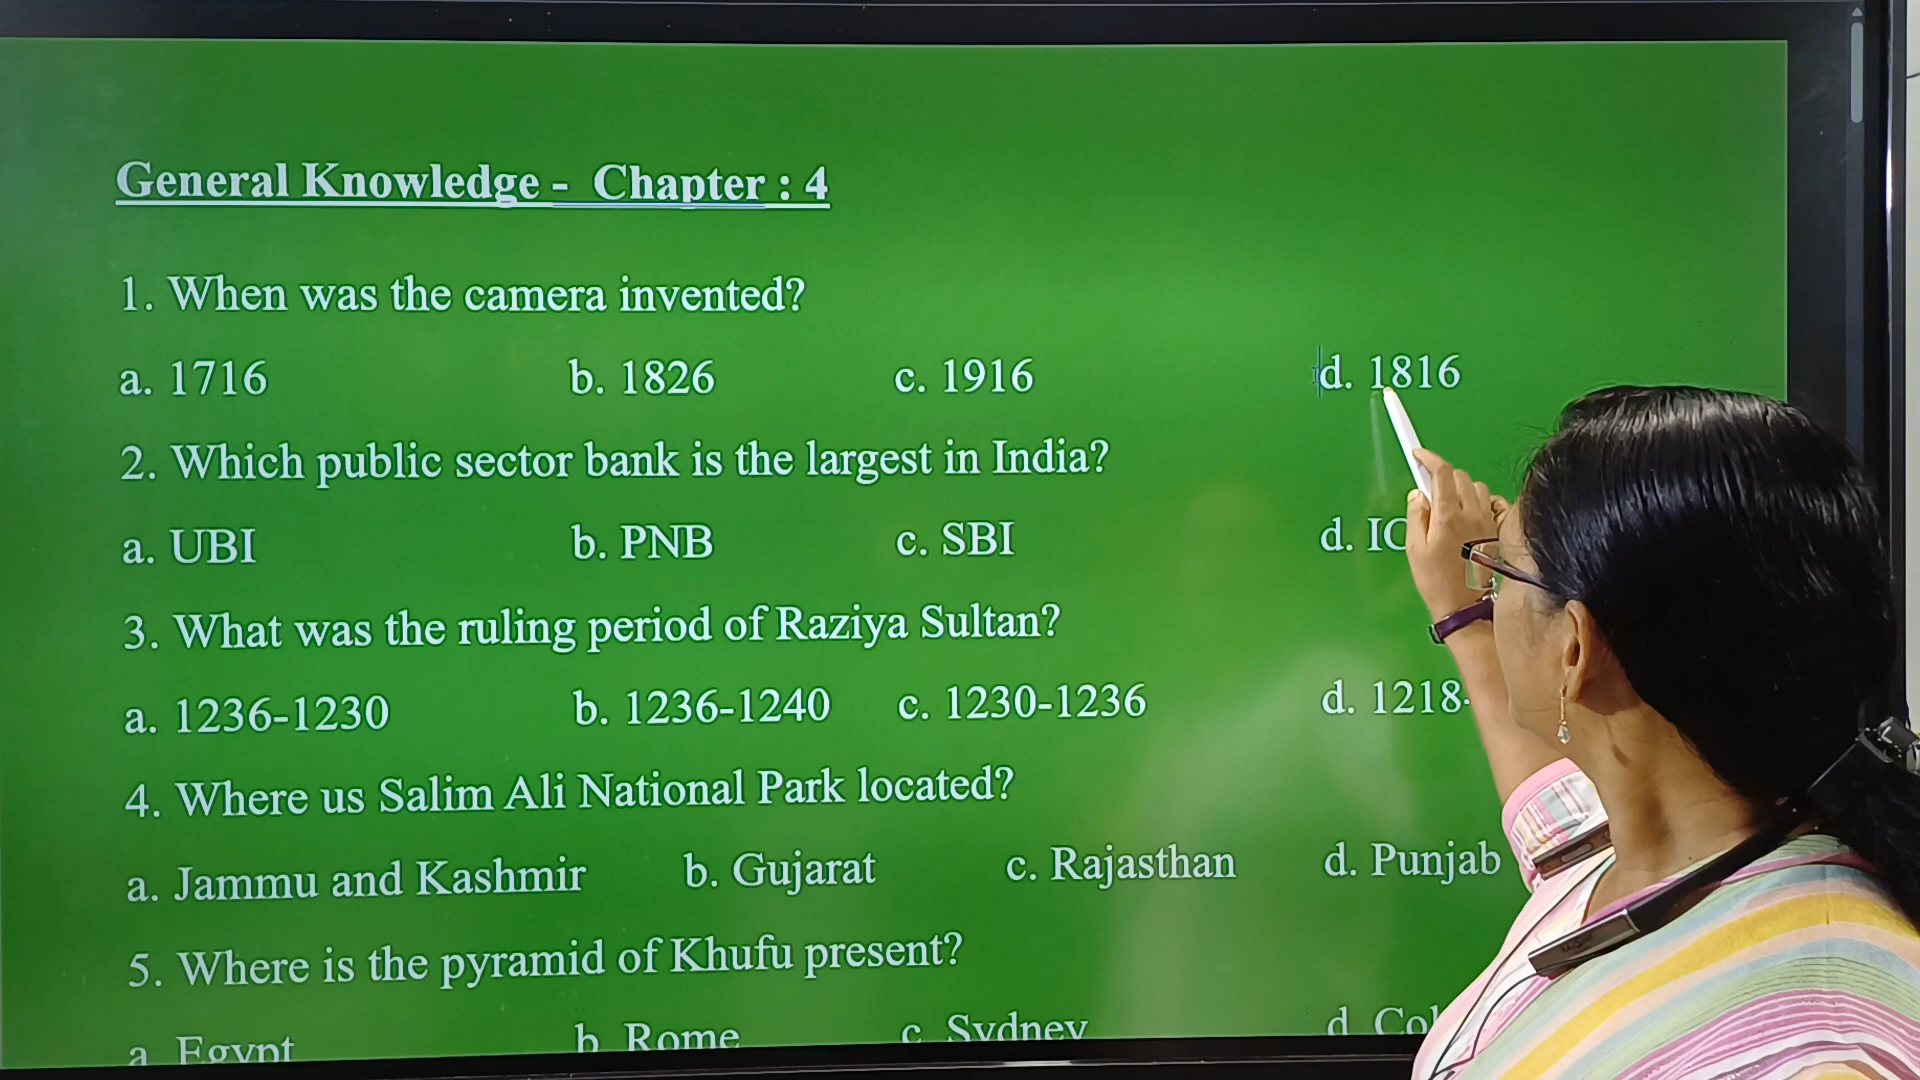 General Knowledge - Chapter : 4
1. When was the camera invented?
a. 1716 b. 1826 c. 1916 d. 1816
2. Which public sector bank is the largest in India?
a. UBI b. PNB c. SBI d.
3. What was the ruling period of Raziya Sultan?
a. 1236-1230 b. 1236-1240 c. 1230-1236 d. 1218-
4. Where us Salim Ali National Park located?
a. Jammu and Kashmir b. Gujarat c. Rajasthan d. Punjab
5. Where is the pyramid of Khufu present?
a Egypt b Rome c Sydney d